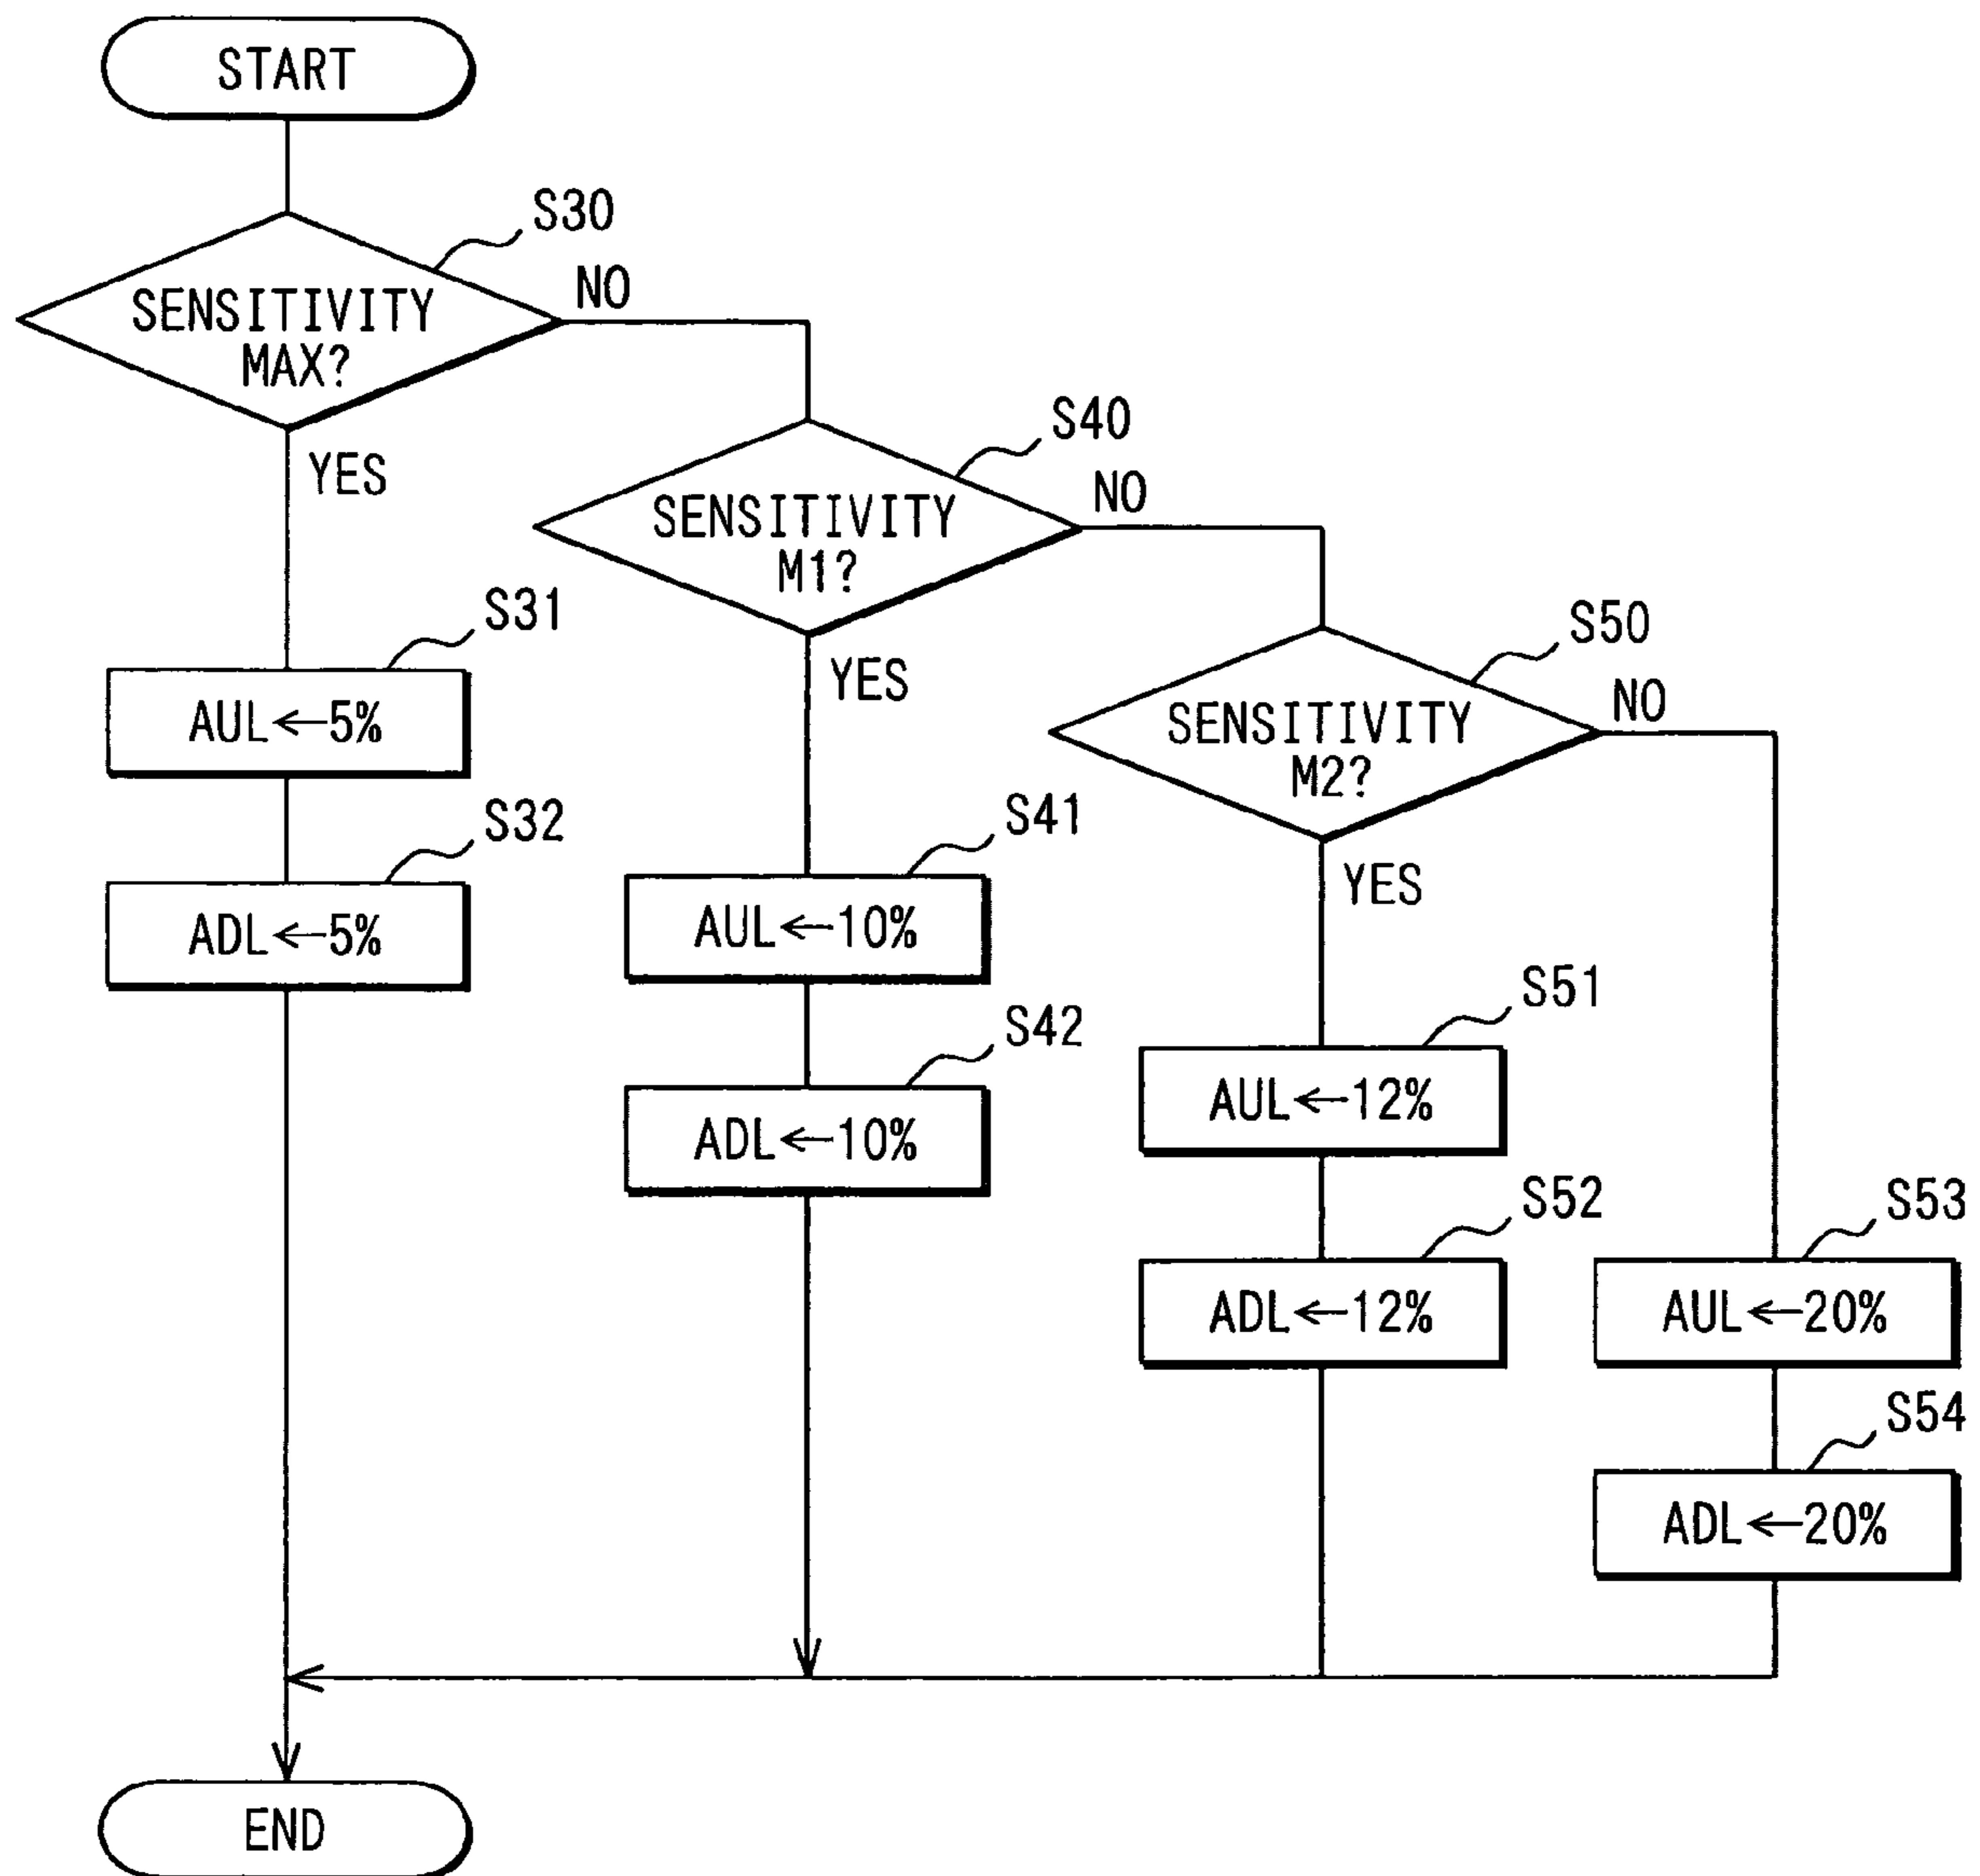 START
S30
SENSITIVITY
MAX?
NO
YES
S40
SENSITIVITY
M1?
NO
YES
S50
SENSITIVITY
M2?
NO
YES
S31
AUL←5%
S32
ADL←5%
S41
AUL←10%
S42
ADL←10%
S51
AUL←12%
S52
ADL←12%
S53
AUL←20%
S54
ADL←20%
END